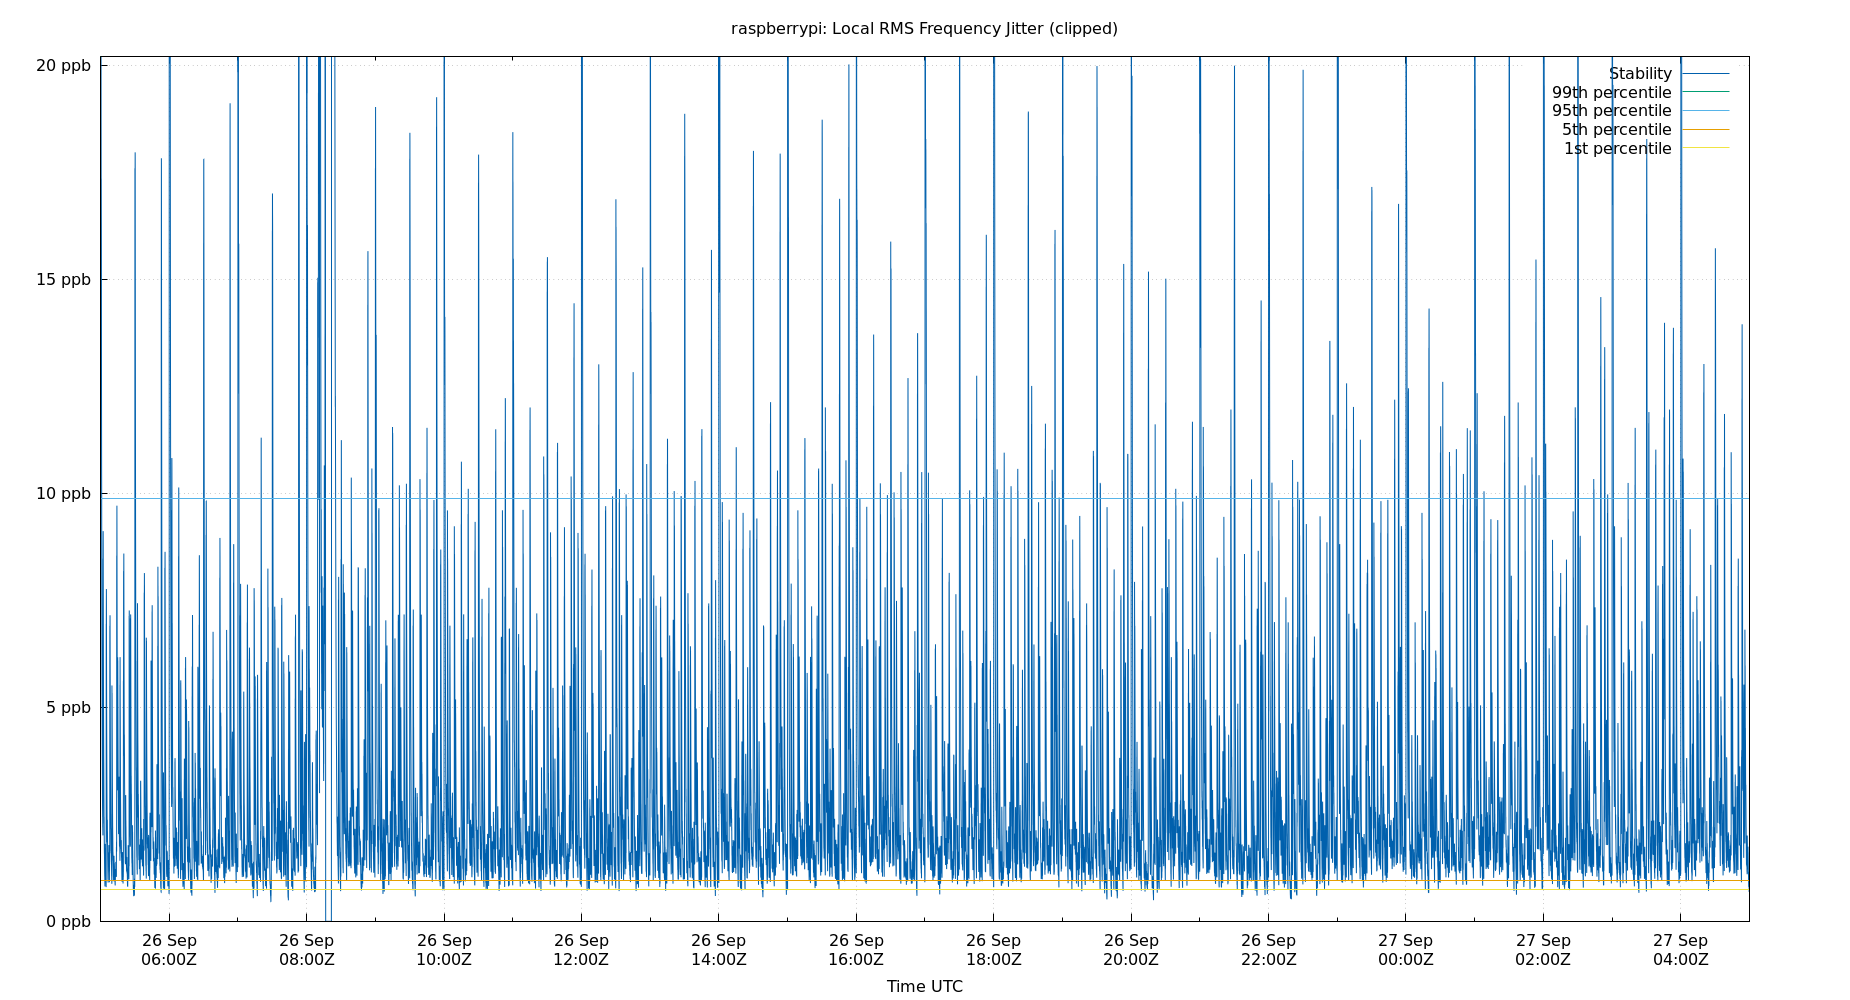 raspberrypi: Local RMS Frequency Jitter (clipped)
20 ppb
15 ppb
10 ppb
5 ppb
0 ppb
Stability
99th percentile
95th percentile
5th percentile
1st percentile
26 Sep 26 Sep 26 Sep 26 Sep 26 Sep 26 Sep 26 Sep 26 Sep 26 Sep 27 Sep 27 Sep 27 Sep
06:00Z 08:00Z 10:00Z 12:00Z 14:00Z 16:00Z 18:00Z 20:00Z 22:00Z 00:00Z 02:00Z 04:00Z
Time UTC